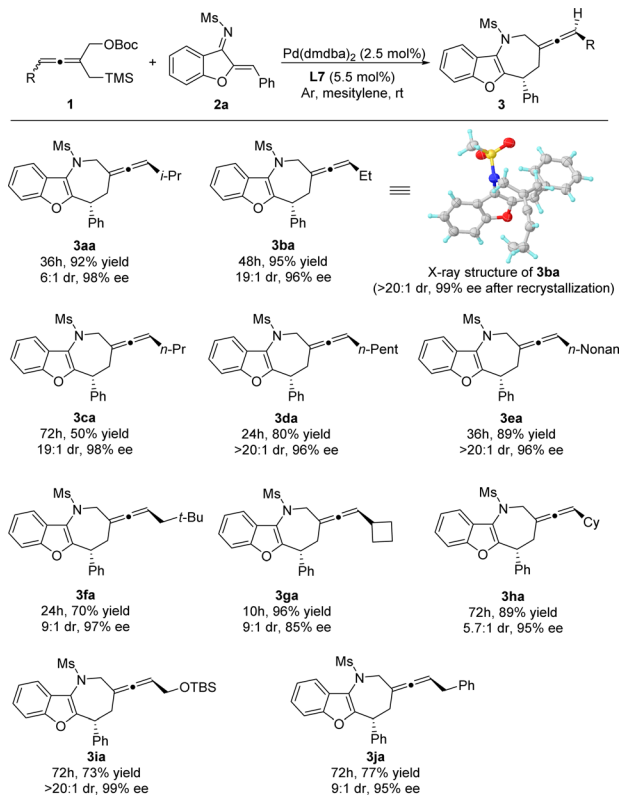 Ms
N
OBoc
R
TMS
1
+
O
Ph
2a
Pd(dmdba)₂ (2.5 mol%)
L7 (5.5 mol%)
Ar, mesitylene, rt
Ms
N
H
R
O
Ph
3
Ms
N
i-Pr
O
Ph
3aa
36h, 92% yield
6:1 dr, 98% ee
Ms
N
Et
O
Ph
3ba
48h, 95% yield
19:1 dr, 96% ee
X-ray structure of 3ba
(>20:1 dr, 99% ee after recrystallization)
Ms
N
n-Pr
O
Ph
3ca
72h, 50% yield
19:1 dr, 98% ee
Ms
N
n-Pent
O
Ph
3da
24h, 80% yield
>20:1 dr, 96% ee
Ms
N
n-Nonan
O
Ph
3ea
36h, 89% yield
>20:1 dr, 96% ee
Ms
N
t-Bu
O
Ph
3fa
24h, 70% yield
9:1 dr, 97% ee
Ms
N
O
Ph
3ga
10h, 96% yield
9:1 dr, 85% ee
Ms
N
Cy
O
Ph
3ha
72h, 89% yield
5.7:1 dr, 95% ee
Ms
N
OTBS
O
Ph
3ia
72h, 73% yield
>20:1 dr, 99% ee
Ms
N
Ph
O
Ph
3ja
72h, 77% yield
9:1 dr, 95% ee